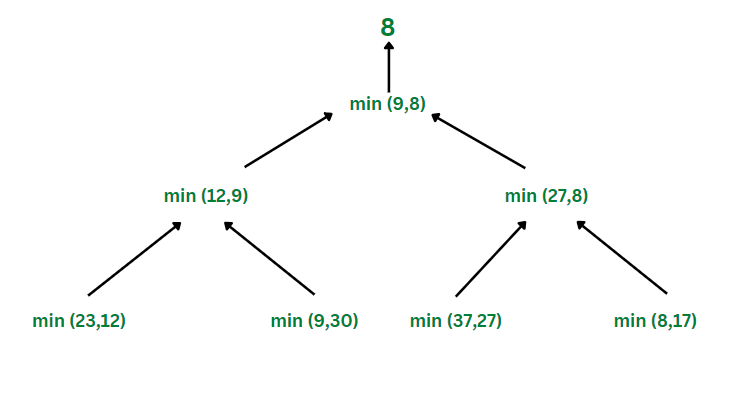 8
min (9,8)
min (12,9)
min (27,8)
min (23,12)
min (9,30)
min (37,27)
min (8,17)